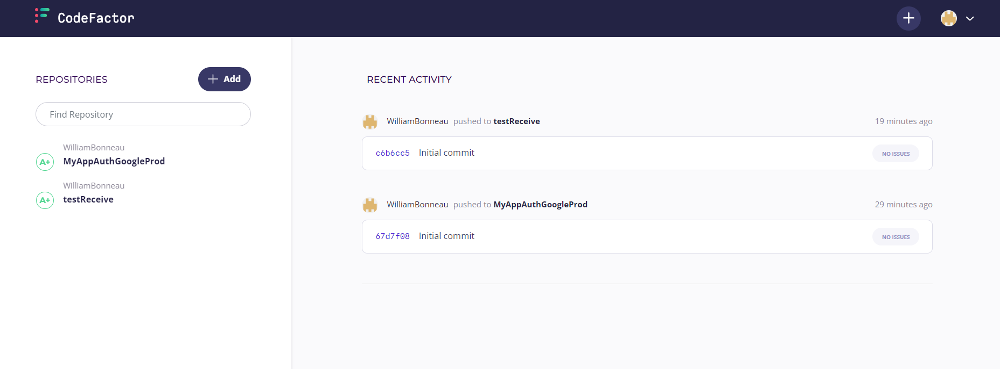 CodeFactor
REPOSITORIES
Add
Find Repository
WilliamBonneau
A+ MyAppAuthGoogleProd
WilliamBonneau
A+ testReceive
RECENT ACTIVITY
WilliamBonneau pushed to testReceive 19 minutes ago
c6b6cc5 Initial commit NO ISSUES
WilliamBonneau pushed to MyAppAuthGoogleProd 29 minutes ago
67d7f08 Initial commit NO ISSUES